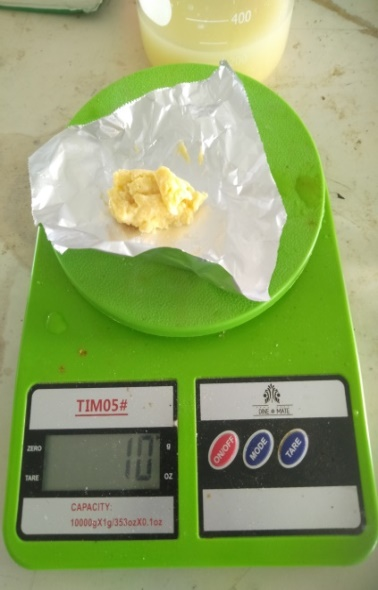 400
TIM05#
ZERO
10
g
TARE
OZ
CAPACITY:
10000gX1g/353ozX0.1oz
ON/OFF
MODE
TARE